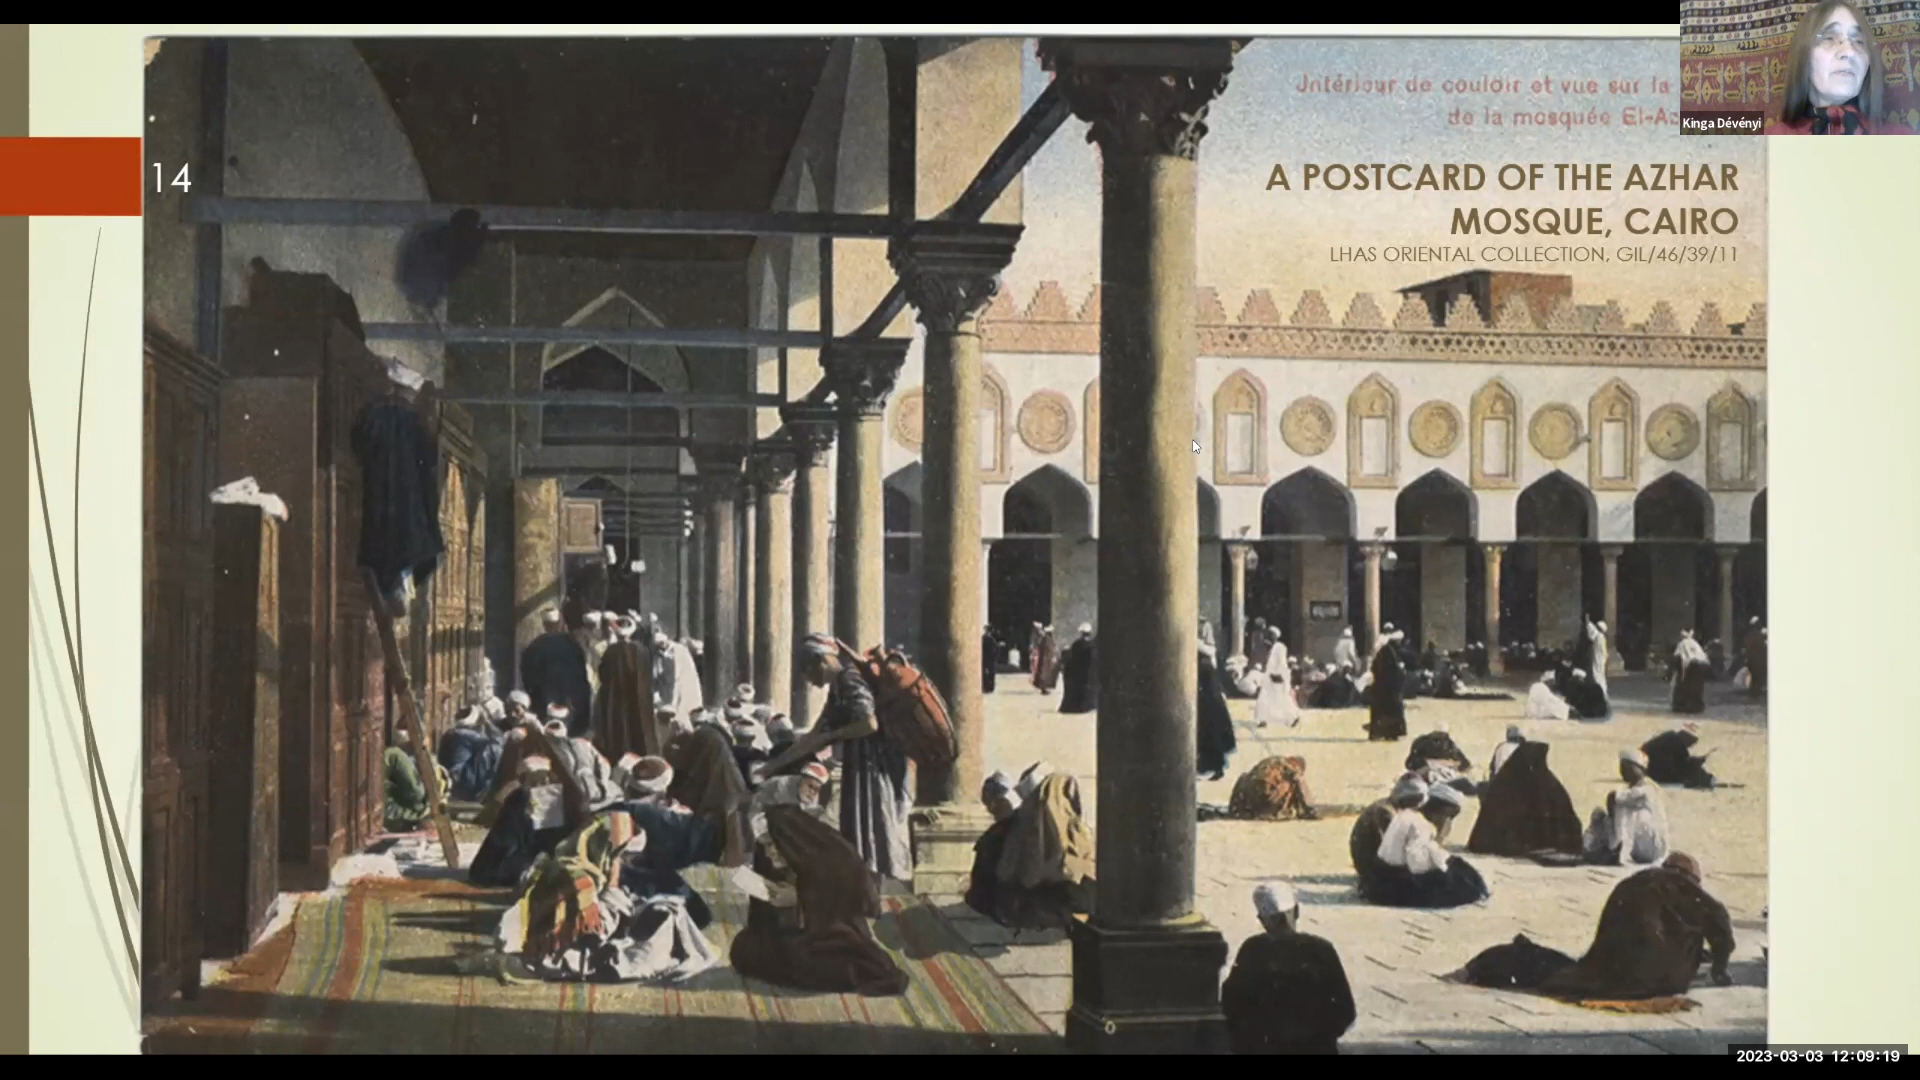 Intérieur de couloir et vue sur la
de la mosquée
Kinga Dévényi
14
A POSTCARD OF THE AZHAR
MOSQUE, CAIRO
LHAS ORIENTAL COLLECTION, GIL/46/39/11
2023-03-03 12:09:19